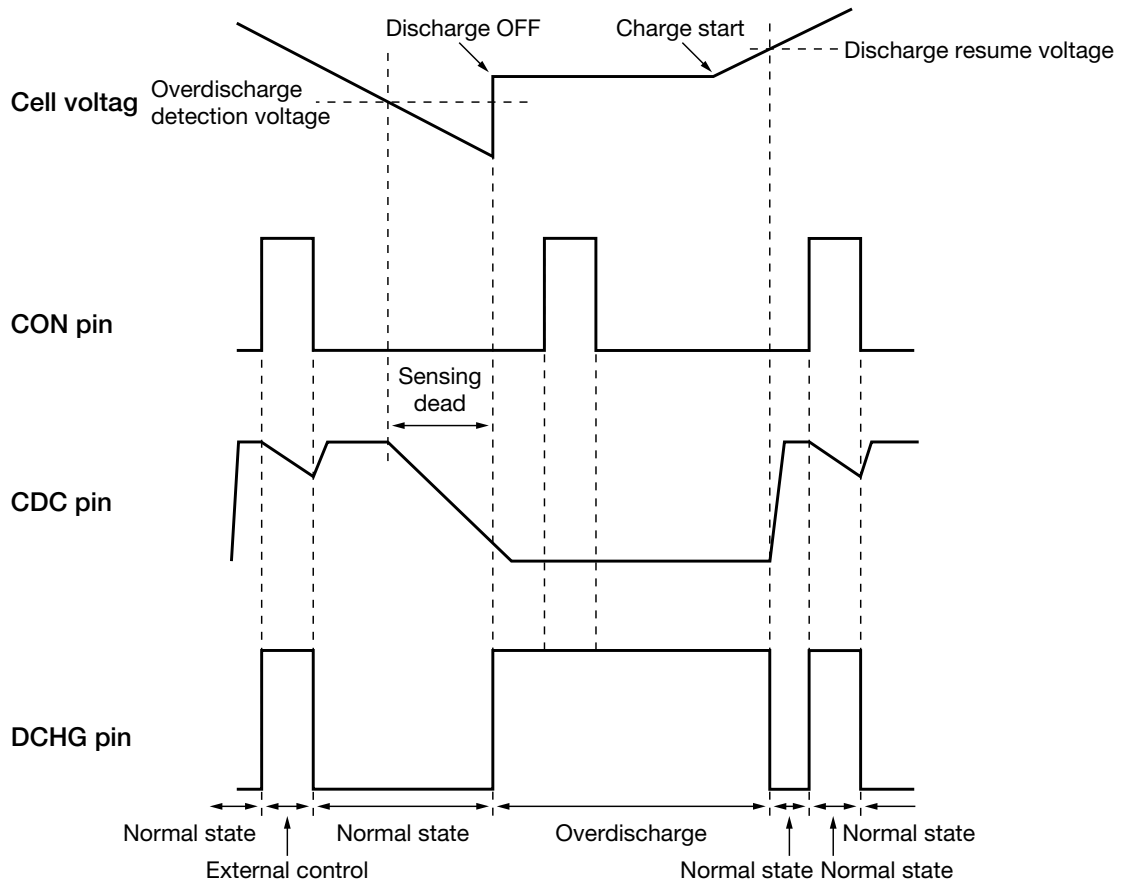 Discharge OFF
Charge start
Discharge resume voltage
Cell voltag
Overdischarge
detection voltage
CON pin
Sensing
dead
CDC pin
DCHG pin
Normal state
Normal state
Overdischarge
Normal state
External control
Normal state
Normal state